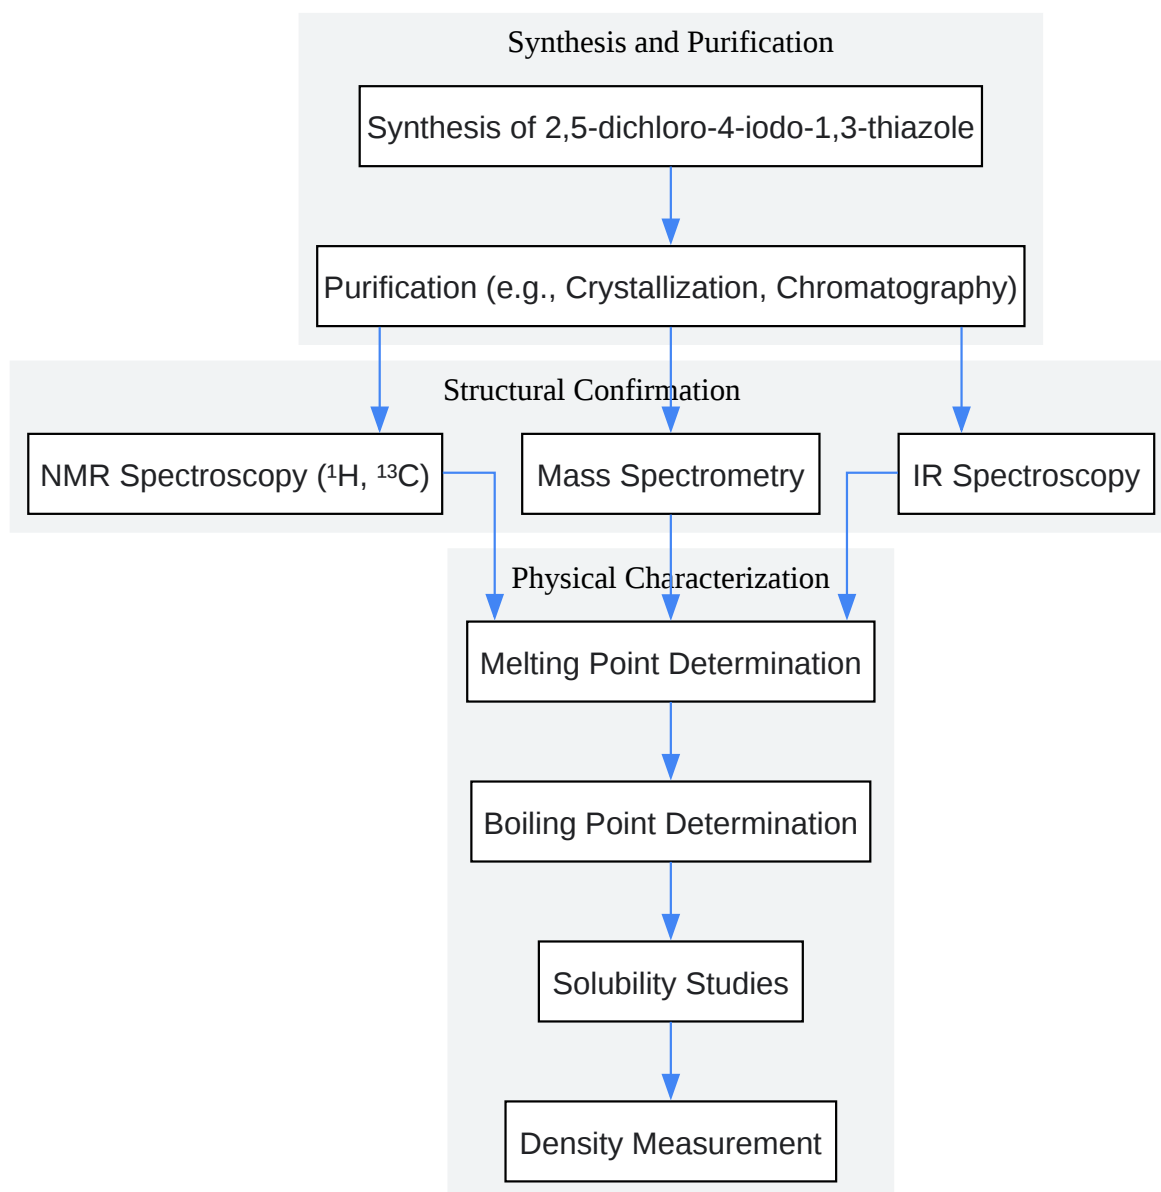 Synthesis and Purification
Synthesis of 2,5-dichloro-4-iodo-1,3-thiazole
Purification (e.g., Crystallization, Chromatography)
Structural Confirmation
NMR Spectroscopy (¹H, ¹³C)
Mass Spectrometry
IR Spectroscopy
Physical Characterization
Melting Point Determination
Boiling Point Determination
Solubility Studies
Density Measurement